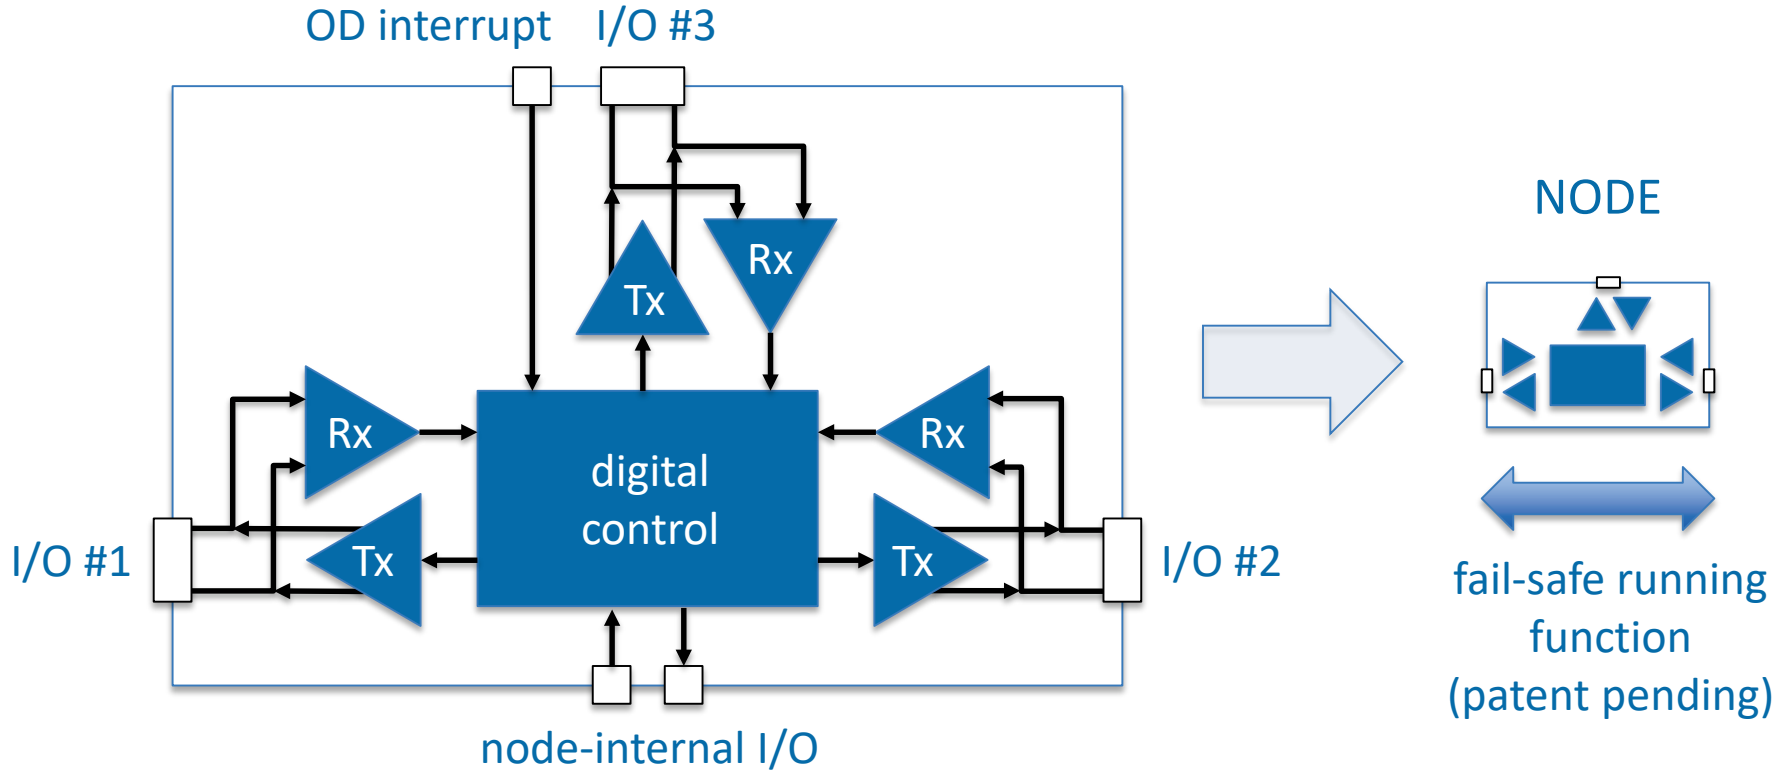 OD interrupt
I/O #3
NODE
Rx
Tx
Rx
Rx
digital
control
I/O #1
Tx
Tx
I/O #2
fail-safe running
function
(patent pending)
node-internal I/O